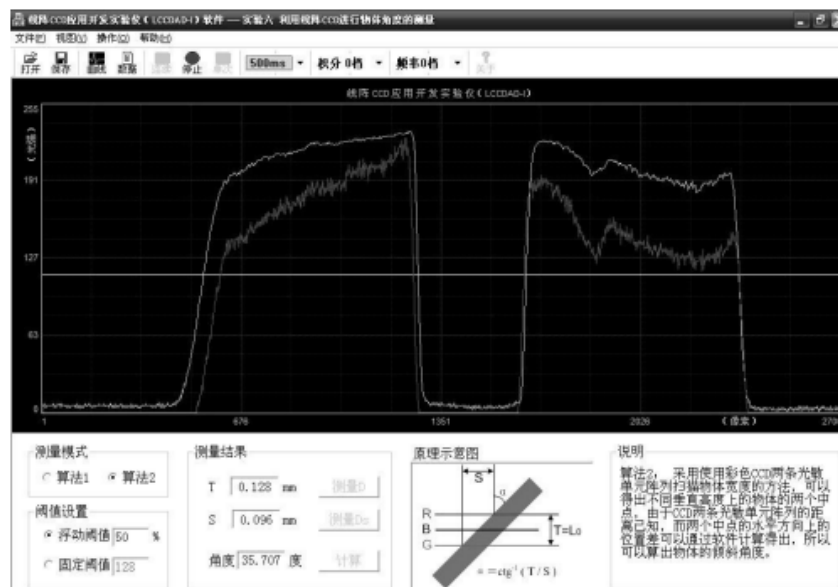 线阵CCD应用开发实验仪(LCCDAD-I)软件 — 实验六 利用线阵CCD进行物体角度的测量
文件(F) 视图(V) 操作(O) 帮助(H)
打开 保存 曲线 数据 连续 停止 单次 500ms 积分 0档 频率0档 关于
线阵CCD应用开发实验仪(LCCDAD-I)
255
191
127
63
0
1 676 1351 2026 (像素) 2700
测量模式
算法1 算法2
阈值设置
浮动阈值 50 %
固定阈值 128
测量结果
T 0.128 mm 测量D
S 0.096 mm
角度 35.707 度 计算
原理示意图
S
α
R
B
G
T=L₀
α=ctg⁻¹(T/S)
说明
算法2, 采用使用彩色CCD两条光敏
单元阵列扫描物体宽度的方法, 可以
得出不同垂直高度上的物体的两个中
点, 由于CCD两条光敏单元阵列的距
离已知, 而两个中点的水平方向上的
位置差可以通过软件计算得出, 所以
可以算出物体的倾斜角度。